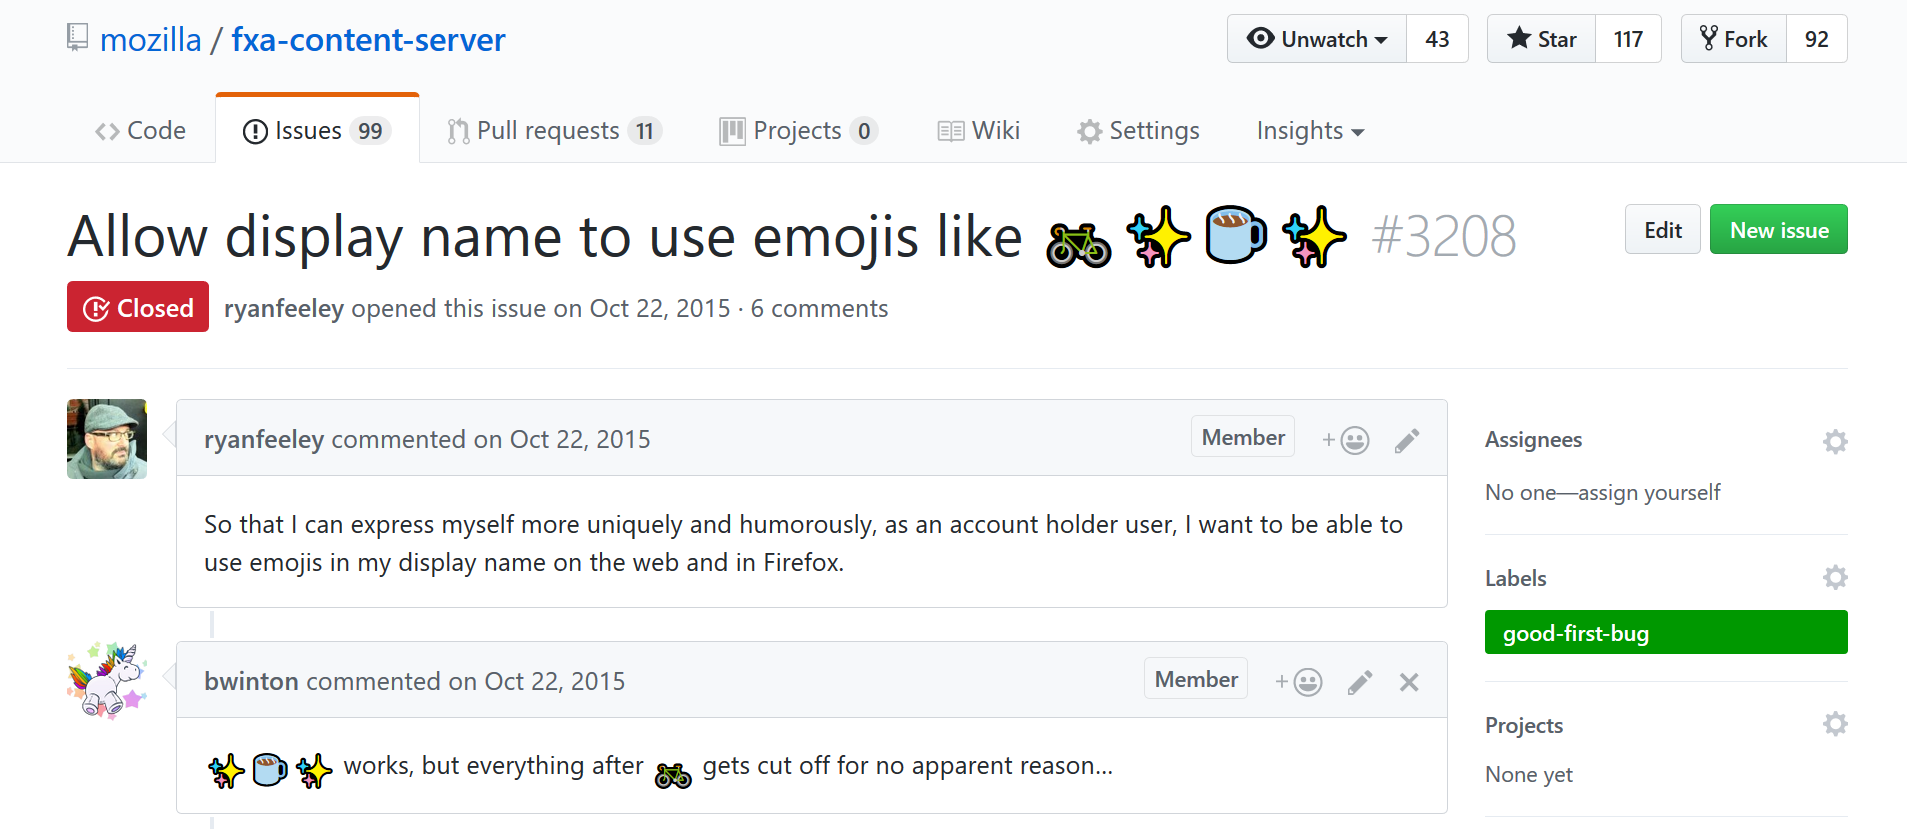 mozilla / fxa-content-server
Unwatch 43
Star 117
Fork 92
Code
Issues 99
Pull requests 11
Projects 0
Wiki
Settings
Insights
Allow display name to use emojis like 🚲✨☕✨ #3208
Edit
New issue
Closed
ryanfeeley opened this issue on Oct 22, 2015 · 6 comments
ryanfeeley commented on Oct 22, 2015
Member
+
So that I can express myself more uniquely and humorously, as an account holder user, I want to be able to
use emojis in my display name on the web and in Firefox.
bwinton commented on Oct 22, 2015
Member
+
✨☕✨ works, but everything after 🚲 gets cut off for no apparent reason...
Assignees
No one—assign yourself
Labels
good-first-bug
Projects
None yet